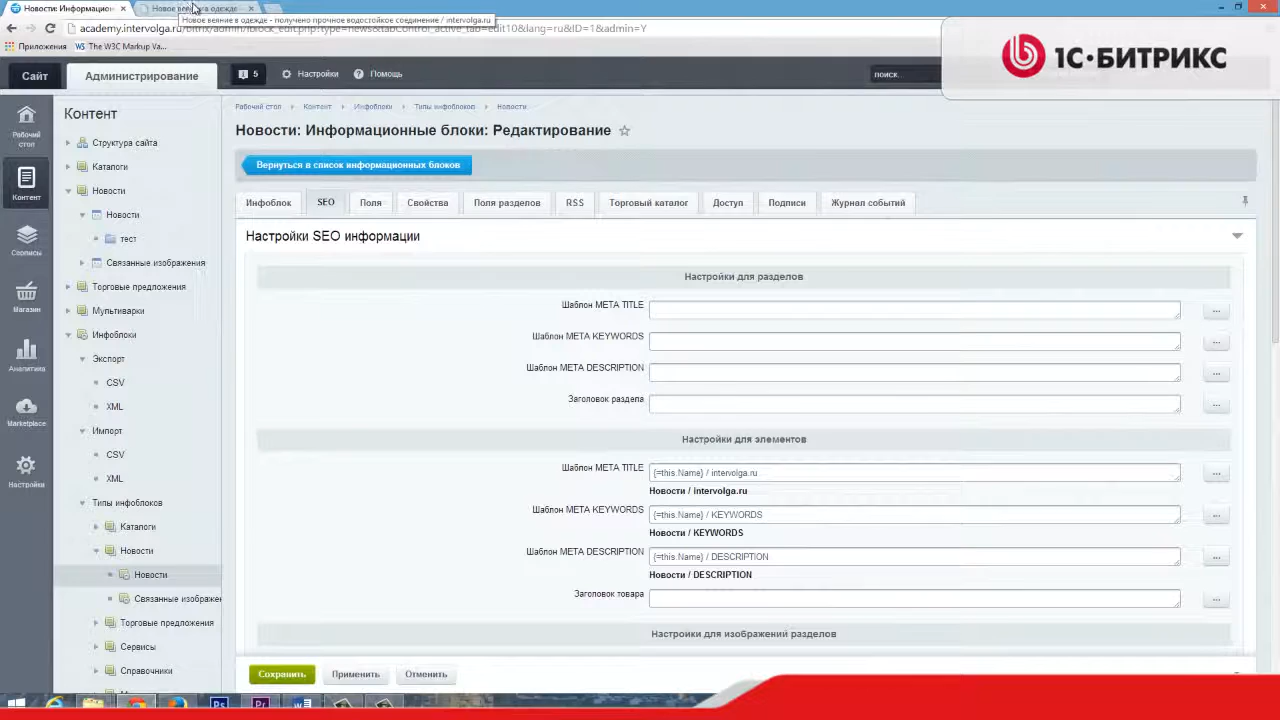 Новости: Информацион
Новое веяние в одежде
Новое веяние в одежде - получено прочное водостойкое соединение / intervolga.ru
academy.intervolga.ru/bitrix/admin/iblock_edit.php?type=news&tabControl_active_tab=edit10&lang=ru&ID=1&admin=Y
Приложения
The W3C Markup Va...
1С·БИТРИКС
Сайт
Администрирование
5
Настройки
Помощь
поиск...
Рабочий стол
Контент
Сервисы
Магазин
Аналитика
Marketplace
Настройки
Контент
Структура сайта
Каталоги
Новости
Новости
тест
Связанные изображения
Торговые предложения
Мультиварки
Инфоблоки
Экспорт
CSV
XML
Импорт
CSV
XML
Типы инфоблоков
Каталоги
Новости
Новости
Связанные изображен
Торговые предложения
Сервисы
Справочники
Рабочий стол
Контент
Инфоблоки
Типы инфоблоков
Новости
Новости: Информационные блоки: Редактирование
Вернуться в список информационных блоков
Инфоблок
SEO
Поля
Свойства
Поля разделов
RSS
Торговый каталог
Доступ
Подписи
Журнал событий
Настройки SEO информации
Настройки для разделов
Шаблон META TITLE
...
Шаблон META KEYWORDS
...
Шаблон META DESCRIPTION
...
Заголовок раздела
...
Настройки для элементов
Шаблон META TITLE
{=this.Name} / intervolga.ru
...
Новости / intervolga.ru
Шаблон META KEYWORDS
{=this.Name} / KEYWORDS
...
Новости / KEYWORDS
Шаблон META DESCRIPTION
{=this.Name} / DESCRIPTION
...
Новости / DESCRIPTION
Заголовок товара
...
Настройки для изображений разделов
Сохранить
Применить
Отменить